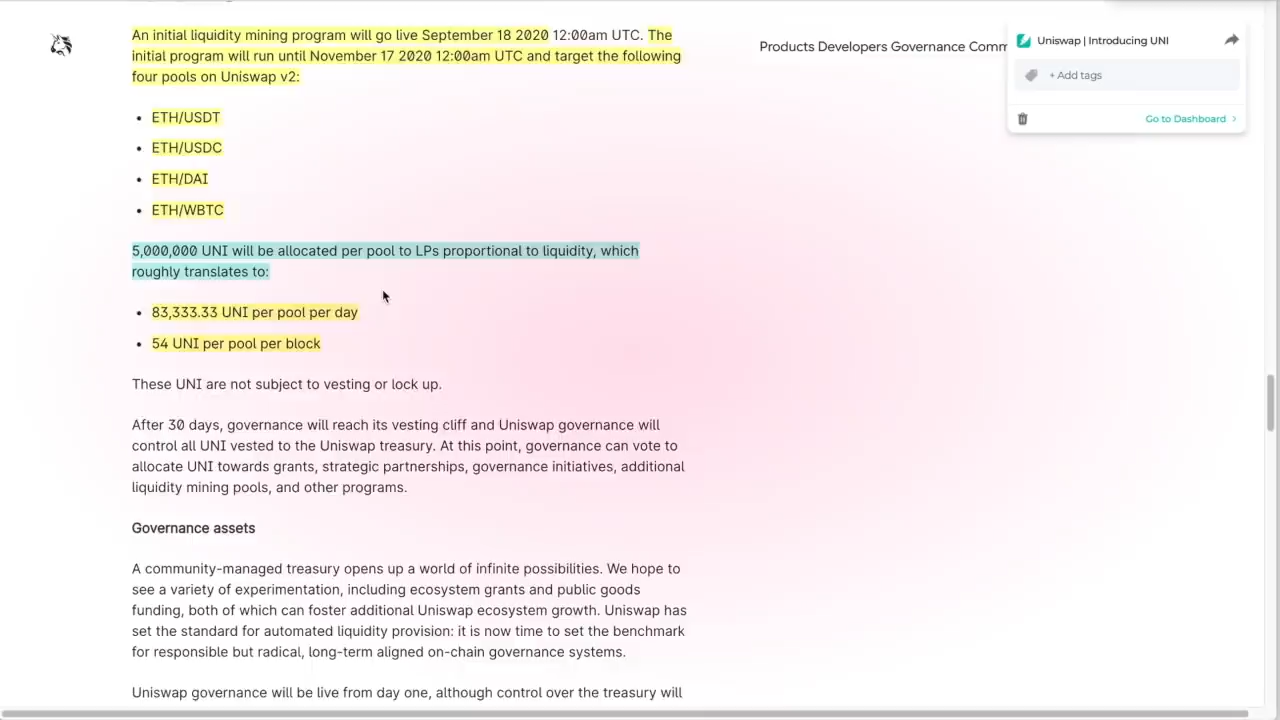 An initial liquidity mining program will go live September 18 2020 12:00am UTC. The
initial program will run until November 17 2020 12:00am UTC and target the following
four pools on Uniswap v2:
Products Developers Governance Comm
Uniswap | Introducing UNI
+ Add tags
Go to Dashboard
• ETH/USDT
• ETH/USDC
• ETH/DAI
• ETH/WBTC
5,000,000 UNI will be allocated per pool to LPs proportional to liquidity, which
roughly translates to:
• 83,333.33 UNI per pool per day
• 54 UNI per pool per block
These UNI are not subject to vesting or lock up.
After 30 days, governance will reach its vesting cliff and Uniswap governance will
control all UNI vested to the Uniswap treasury. At this point, governance can vote to
allocate UNI towards grants, strategic partnerships, governance initiatives, additional
liquidity mining pools, and other programs.
Governance assets
A community-managed treasury opens up a world of infinite possibilities. We hope to
see a variety of experimentation, including ecosystem grants and public goods
funding, both of which can foster additional Uniswap ecosystem growth. Uniswap has
set the standard for automated liquidity provision: it is now time to set the benchmark
for responsible but radical, long-term aligned on-chain governance systems.
Uniswap governance will be live from day one, although control over the treasury will